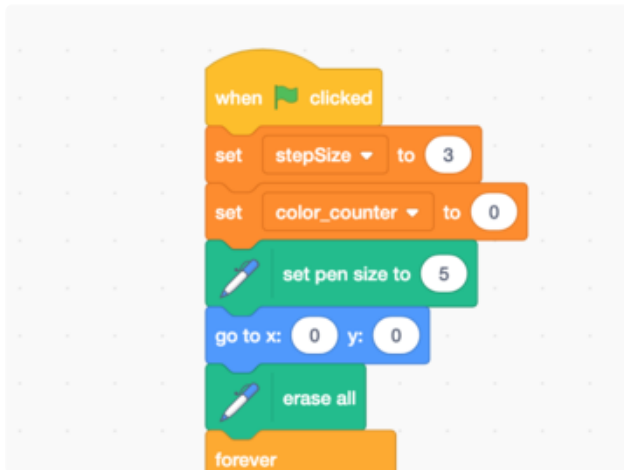 when clicked
set stepSize to 3
set color_counter to 0
set pen size to 5
go to x: 0 y: 0
erase all
forever